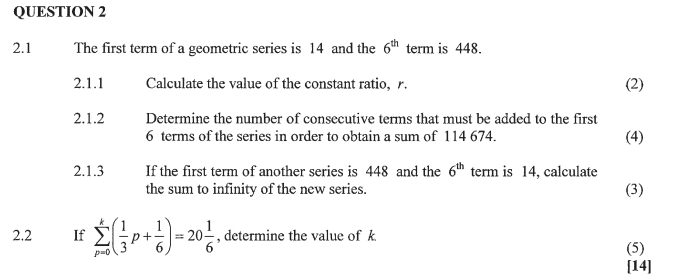 QUESTION 2
2.1 The first term of a geometric series is 14 and the 6th term is 448.
2.1.1 Calculate the value of the constant ratio, r. (2)
2.1.2 Determine the number of consecutive terms that must be added to the first
6 terms of the series in order to obtain a sum of 114 674. (4)
2.1.3 If the first term of another series is 448 and the 6th term is 14, calculate
the sum to infinity of the new series. (3)
2.2 If \sum_{p=0}^{k} \left( \frac{1}{3} p + \frac{1}{6} \right) = 20\frac{1}{6}, determine the value of k
(5)
[14]